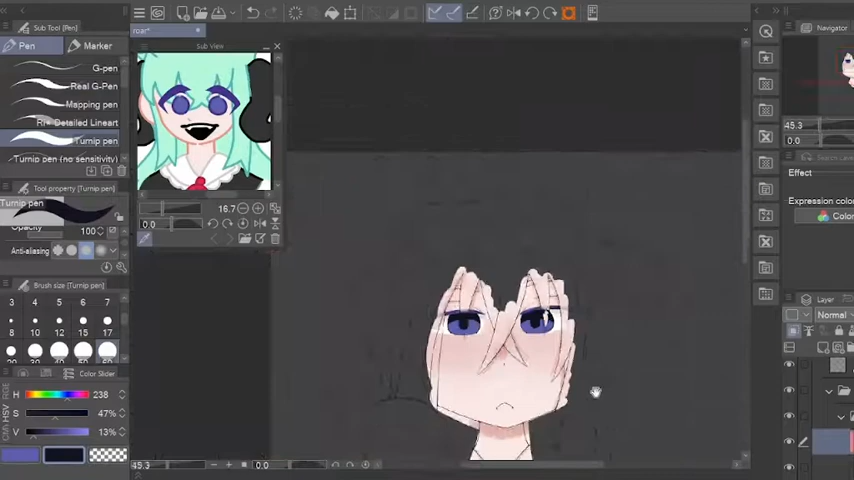 Sub Tool [Pen]
Pen
Marker
G-pen
Real G-Pen
Mapping pen
Ri- Detailed Lineart
Turnip pen
Turnip pen (no sensitivity)
Tool property [Turnip pen]
Turnip pen
Opacity
100
Anti-aliasing
Brush size [Turnip pen]
3 4 5 6 7
8 10 12 15 17
Color Slider
H 238
S 47%
V 13%
roar*
Sub View
16.7
0.0
45.3
0.0
Navigator
45.3
0.0
Effect
Expression color
Color
Layer
Normal